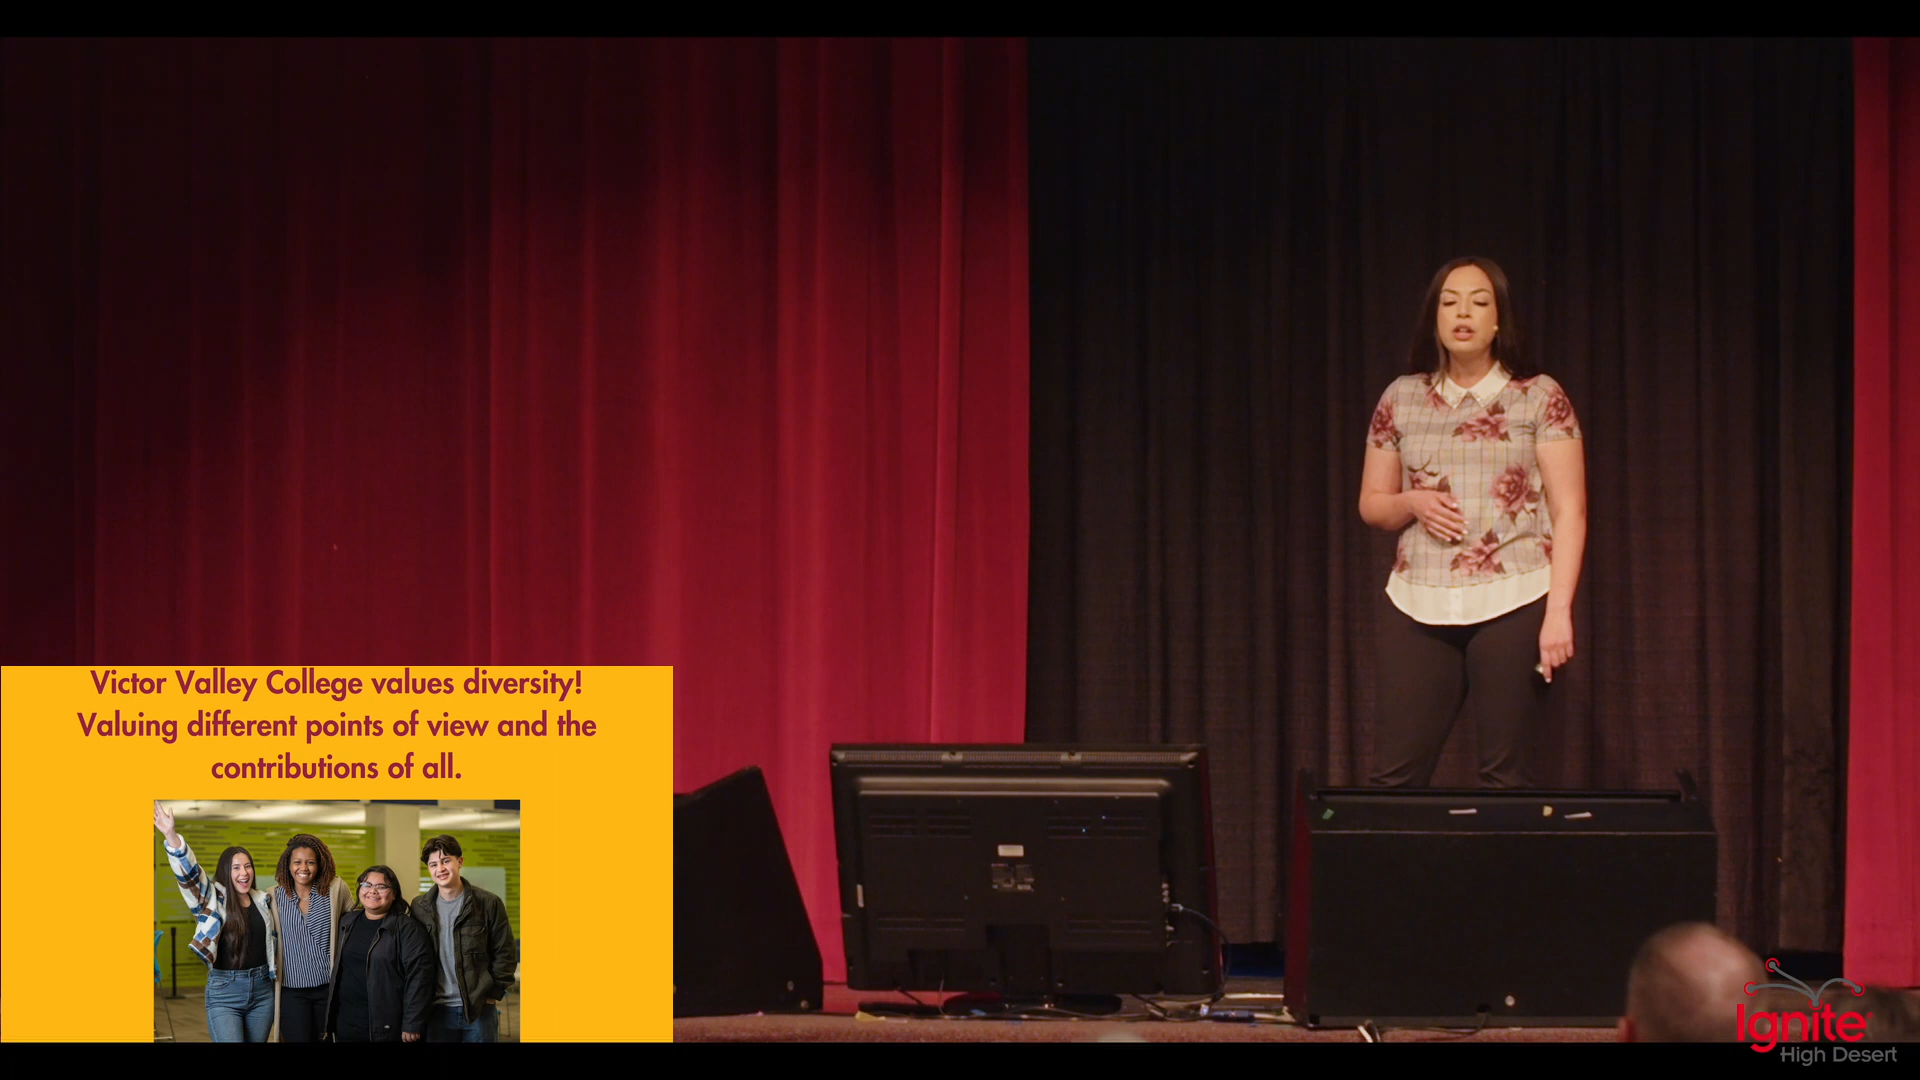 Victor Valley College values diversity!
Valuing different points of view and the
contributions of all.
Ignite
High Desert